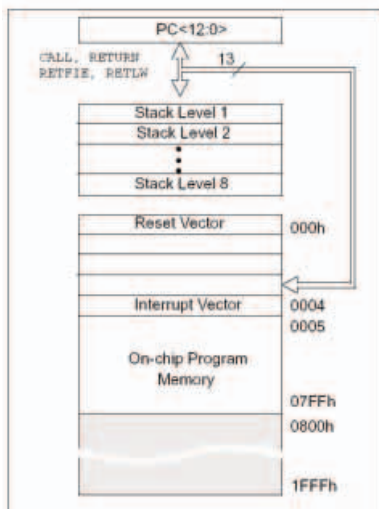 PC<12:0>
CALL, RETURN
RETFIE, RETLW
13
Stack Level 1
Stack Level 2
Stack Level 8
Reset Vector
000h
Interrupt Vector
0004
0005
On-chip Program
Memory
07FFh
0800h
1FFFh